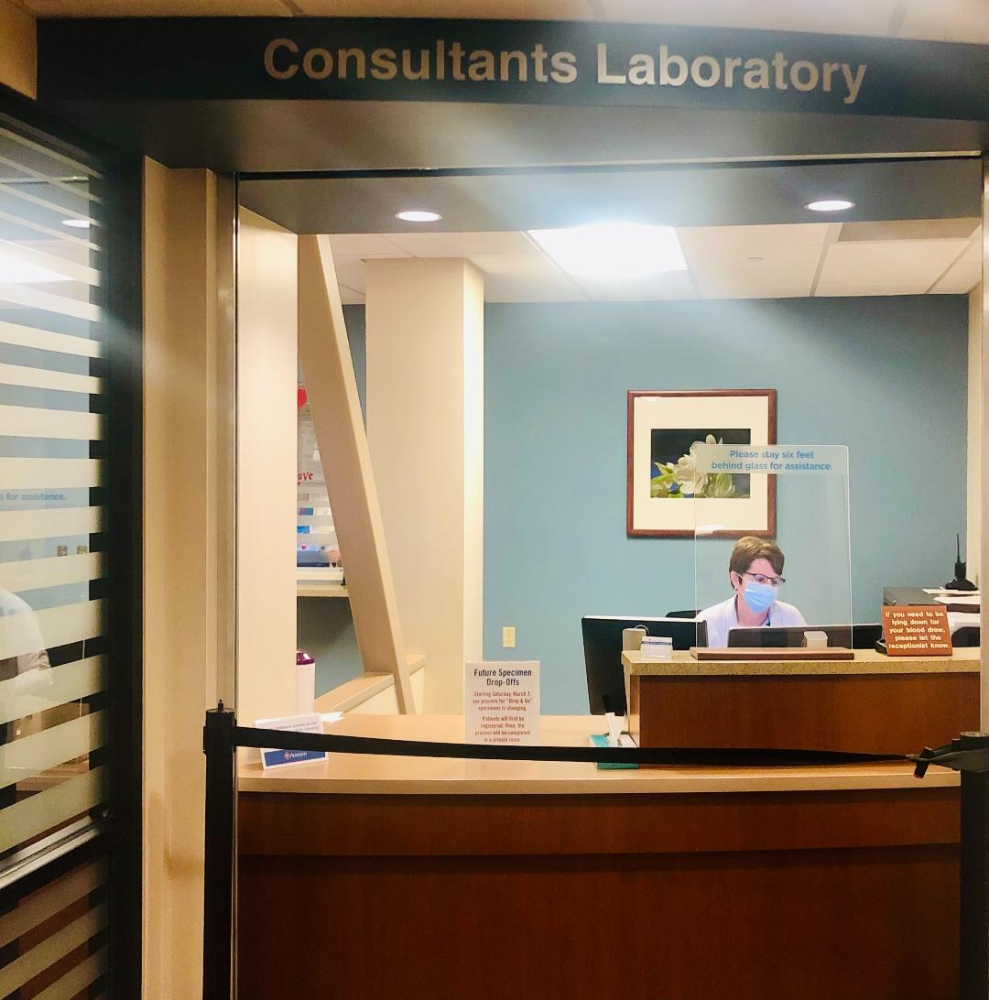 Consultants Laboratory
Please stay six feet
behind glass for assistance.
s for assistance.
ove
If you need to be
lying down for
your blood draw,
please let the
receptionist know.
Future Specimen
Drop-Offs
Starting Saturday, March 7,
our process for "Drop & Go"
specimens is changing.
Patients will first be
registered. Then, the
process will be completed
in a private room.